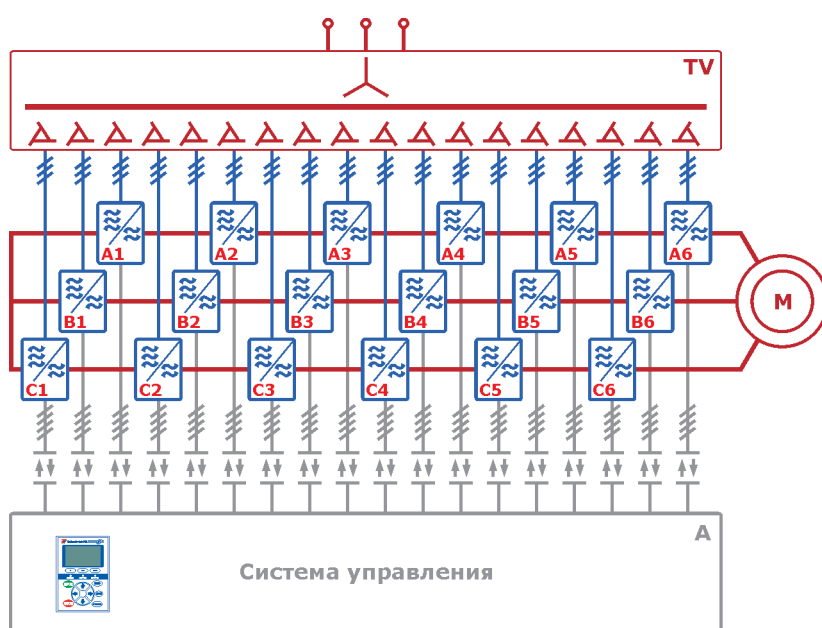 TV
A1 A2 A3 A4 A5 A6
B1 B2 B3 B4 B5 B6
M
C1 C2 C3 C4 C5 C6
A
Система управления